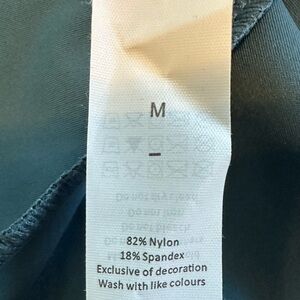 M
–
82% Nylon
18% Spandex
Exclusive of decoration
Wash with like colours